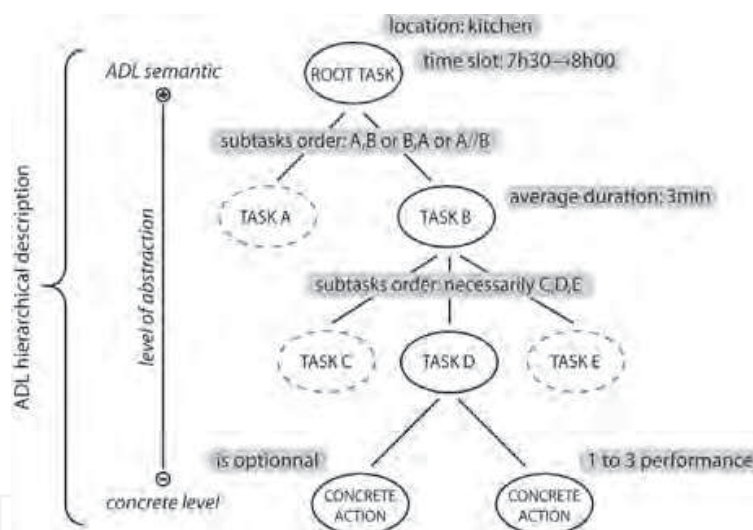 location: kitchen
ADL semantic
ROOT TASK
time slot: 7h30→8h00
subtasks order: A,B or B,A or A//B
TASK A
TASK B
average duration: 3min
ADL hierarchical description
level of abstraction
subtasks order: necessarily C,D,E
TASK C
TASK D
TASK E
is optionnal
1 to 3 performance
concrete level
CONCRETE
ACTION
CONCRETE
ACTION